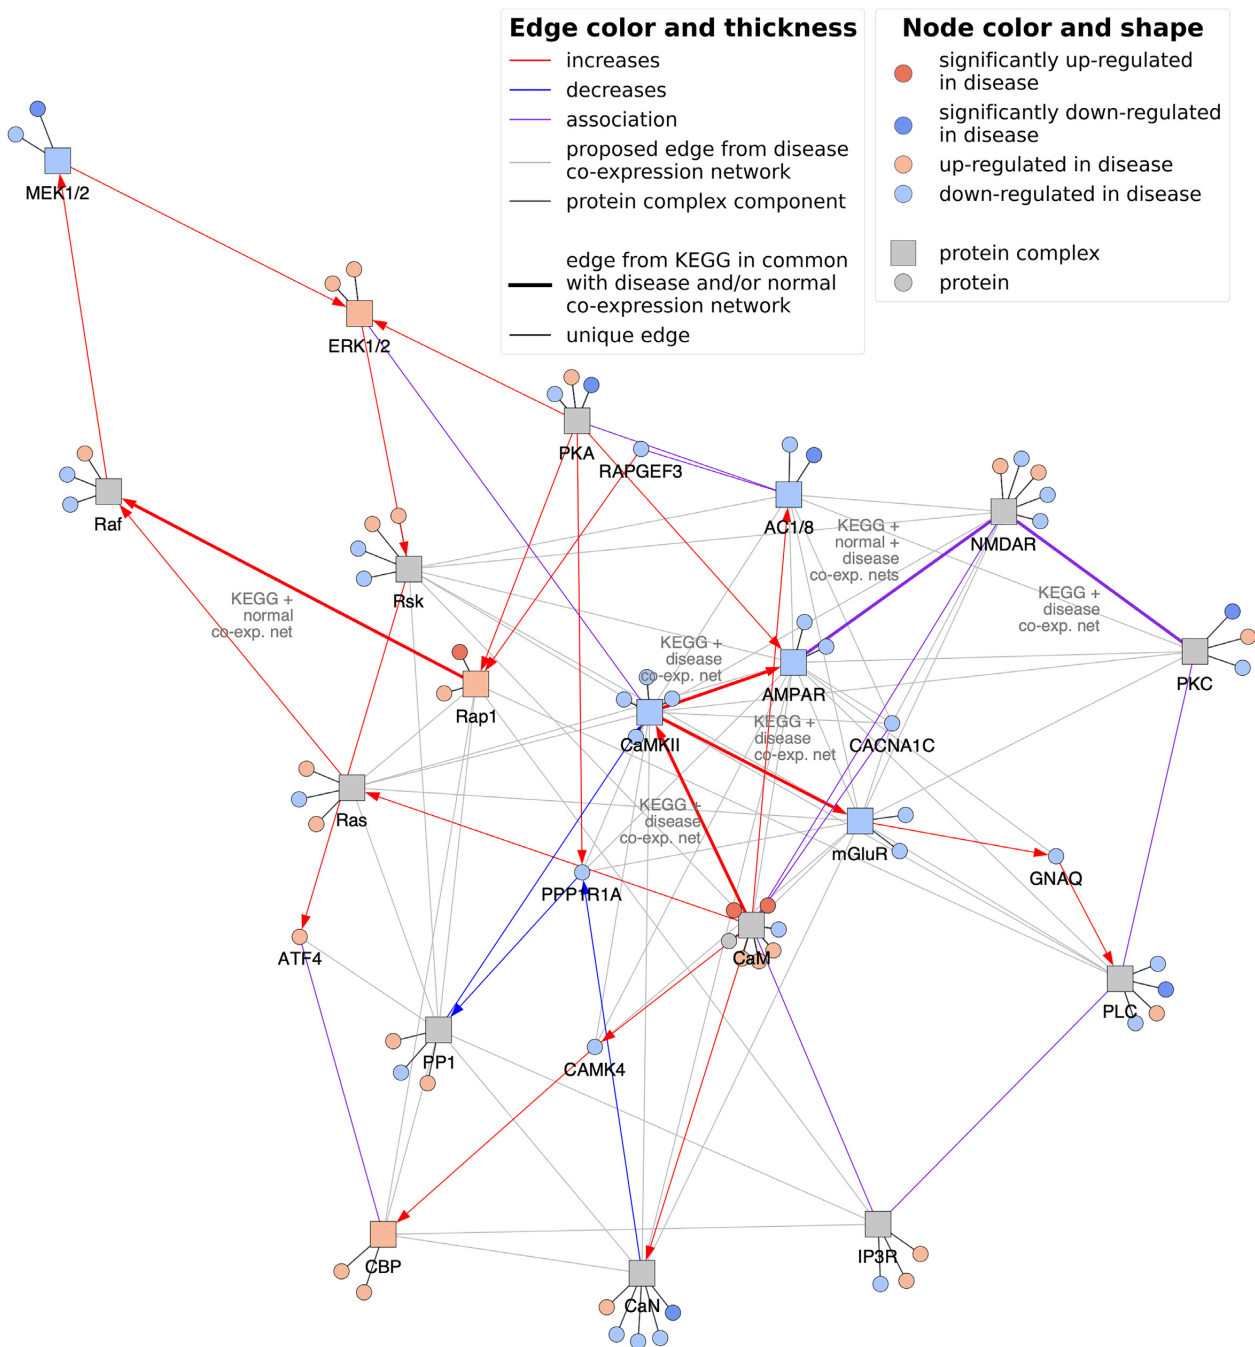 Edge color and thickness
increases
decreases
association
proposed edge from disease
co-expression network
protein complex component
edge from KEGG in common
with disease and/or normal
co-expression network
unique edge
Node color and shape
significantly up-regulated
in disease
significantly down-regulated
in disease
up-regulated in disease
down-regulated in disease
protein complex
protein
MEK1/2
ERK1/2
PKA
RAPGEF3
Raf
AC1/8
NMDAR
KEGG +
normal +
disease
co-exp. nets
Rsk
KEGG +
normal
co-exp. net
KEGG +
disease
co-exp. net
KEGG +
disease
co-exp. net
Rap1
AMPAR
PKC
CaMKII
KEGG +
disease
co-exp. net
CACNA1C
Ras
KEGG +
disease
co-exp. net
mGluR
PPP1R1A
GNAQ
ATF4
CaM
PLC
PP1
CAMK4
CBP
IP3R
CaN